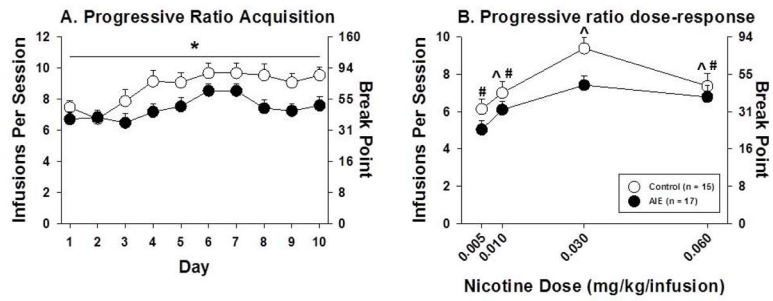 A. Progressive Ratio Acquisition
Infusions Per Session
12
10
8
6
4
2
0
*
160
94
55
31
16
8
0
Break Point
1 2 3 4 5 6 7 8 9 10
Day
B. Progressive ratio dose-response
Infusions Per Session
10
8
6
4
2
0
# ^ # ^ ^ #
94
55
31
16
8
0
Break Point
Control (n = 15)
AIE (n = 17)
0.005 0.010 0.030 0.060
Nicotine Dose (mg/kg/infusion)